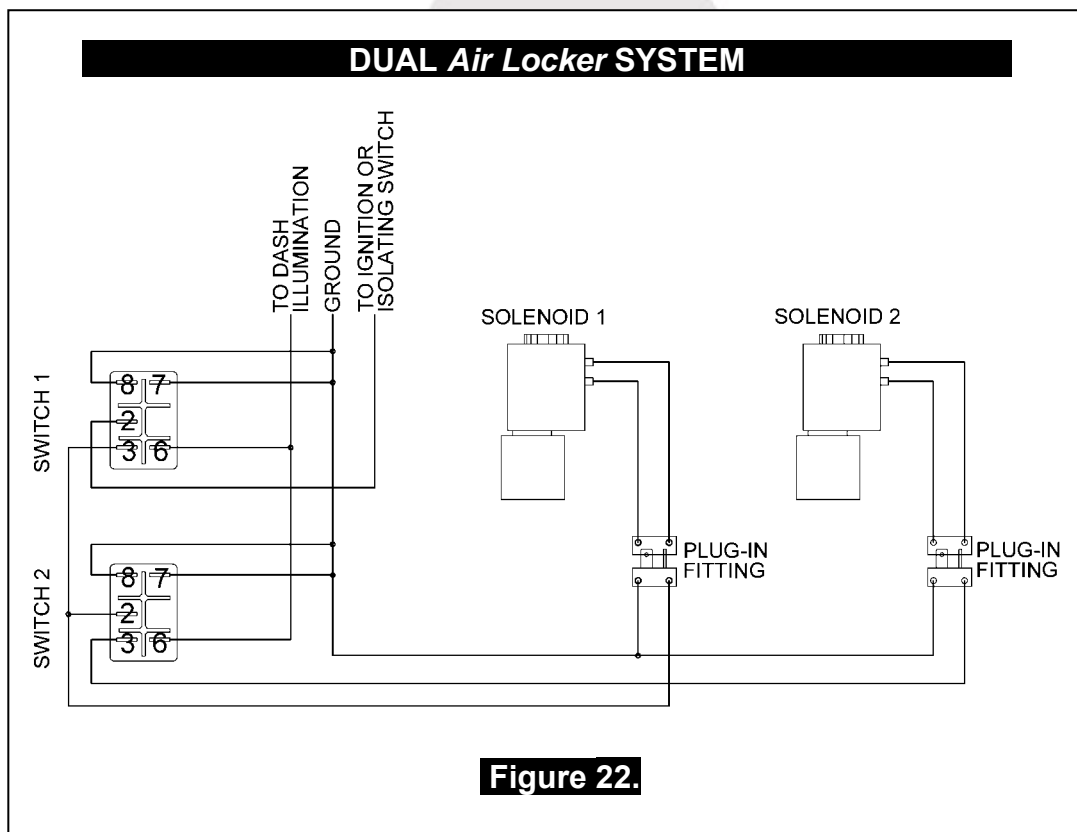 DUAL Air Locker SYSTEM
TO DASH
ILLUMINATION
GROUND
TO IGNITION OR
ISOLATING SWITCH
SOLENOID 1
SOLENOID 2
SWITCH 1
8 7
2
3 6
PLUG-IN
FITTING
PLUG-IN
FITTING
SWITCH 2
8 7
2
3 6
Figure 22.